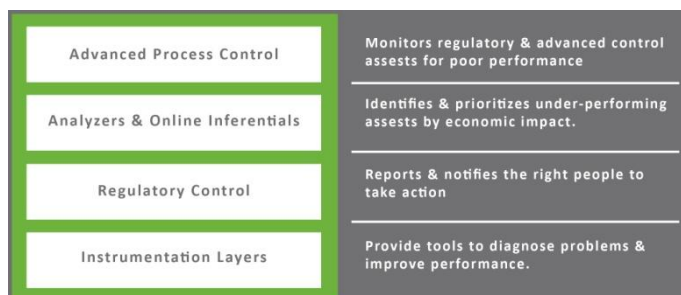 Advanced Process Control
Monitors regulatory & advanced control
assests for poor performance
Analyzers & Online Inferentials
Identifies & prioritizes under-performing
assests by economic impact.
Regulatory Control
Reports & notifies the right people to
take action
Instrumentation Layers
Provide tools to diagnose problems &
improve performance.